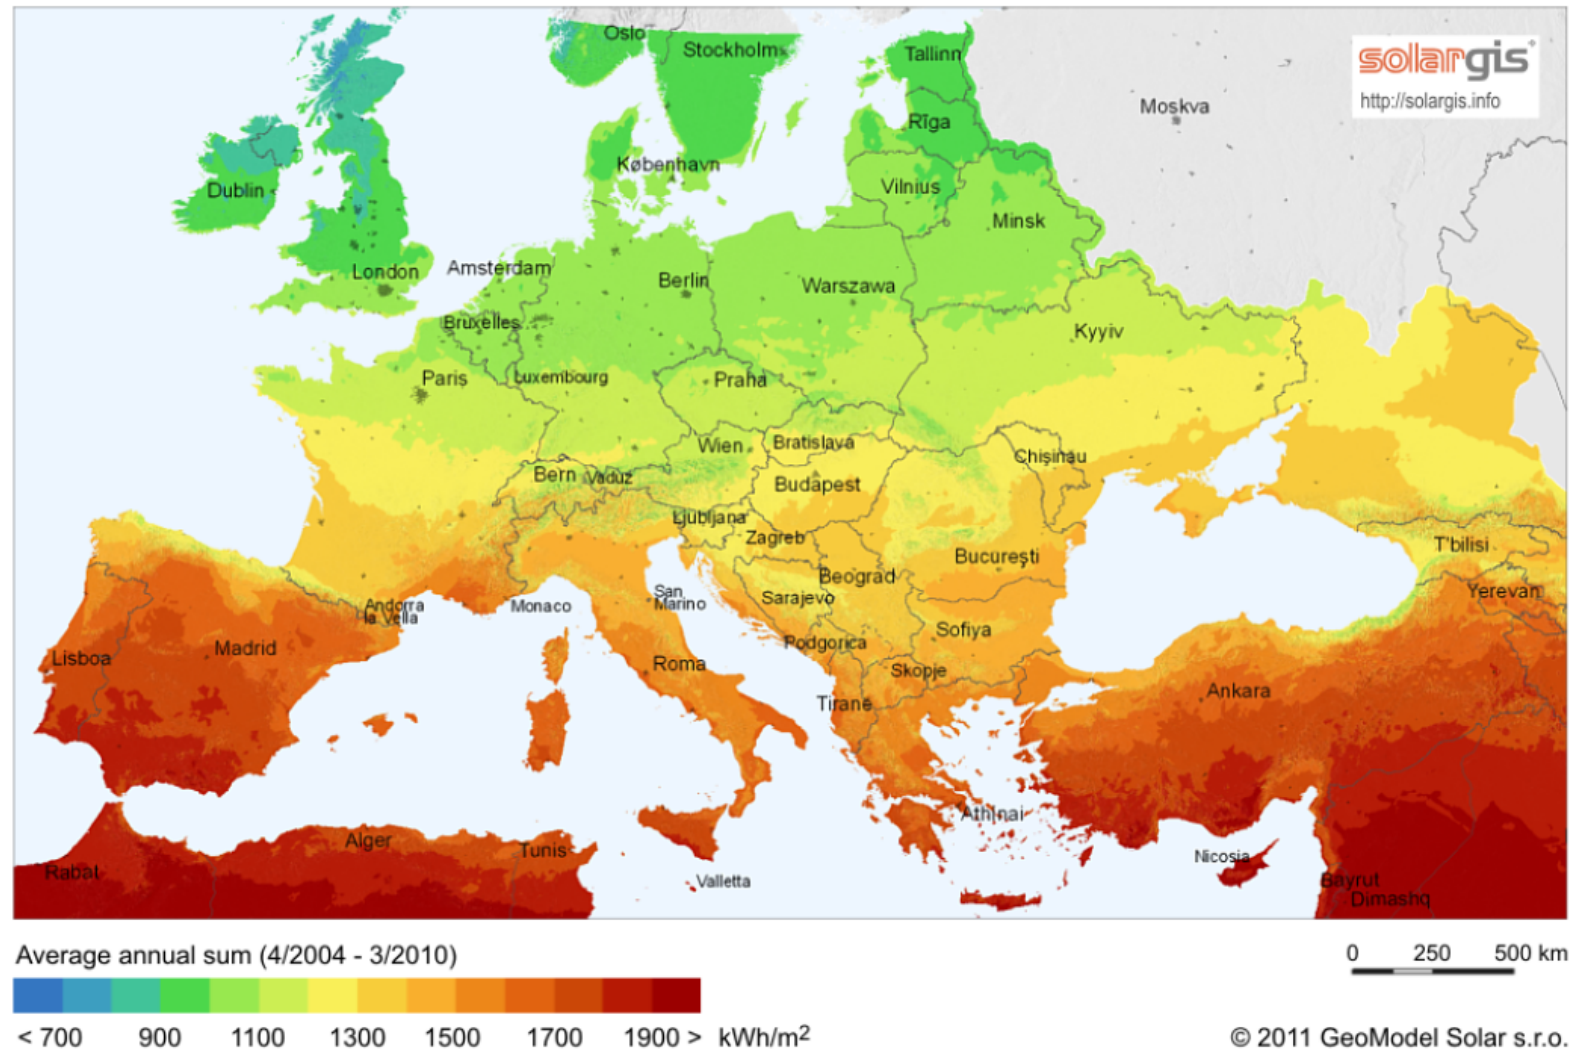 Oslo
Stockholm
Tallinn
solargis
http://solargis.info
Moskva
Rīga
København
Dublin
Vilnius
Minsk
London
Amsterdam
Berlin
Warszawa
Bruxelles
Kyyiv
Paris
Luxembourg
Praha
Wien
Bratislava
Chișinău
Bern
Vaduz
Budapest
Ljubljana
Zagreb
București
T'bilisi
Beograd
Andorra
la Vella
Monaco
San
Marino
Sarajevo
Yerevan
Sofiya
Podgorica
Lisboa
Madrid
Roma
Skopje
Tiranë
Ankara
Athínai
Alger
Tunis
Nicosia
Rabat
Valletta
Bayrut
Dimashq
Average annual sum (4/2004 - 3/2010)
0 250 500 km
< 700 900 1100 1300 1500 1700 1900 > kWh/m²
© 2011 GeoModel Solar s.r.o.